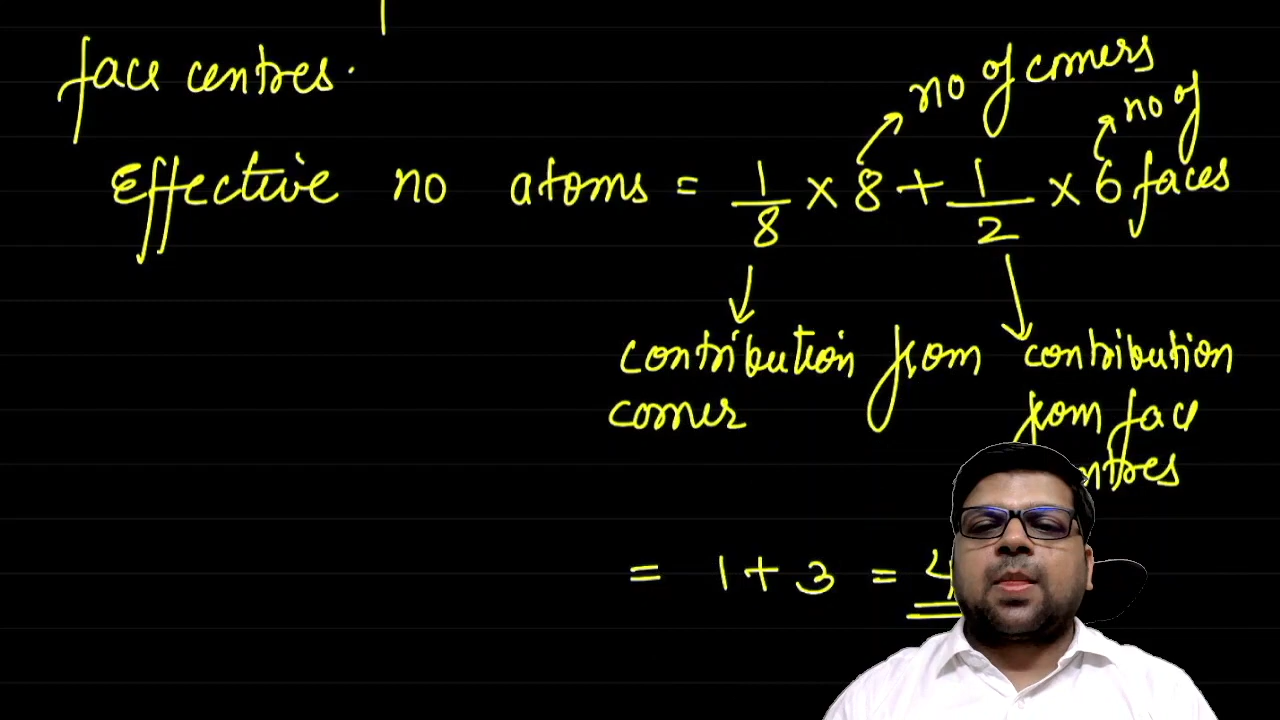 face centres.
no of corners
no of
Effective no atoms = 1/8 × 8 + 1/2 × 6 faces
contribution from contribution
corner from face
= 1 + 3 = 4